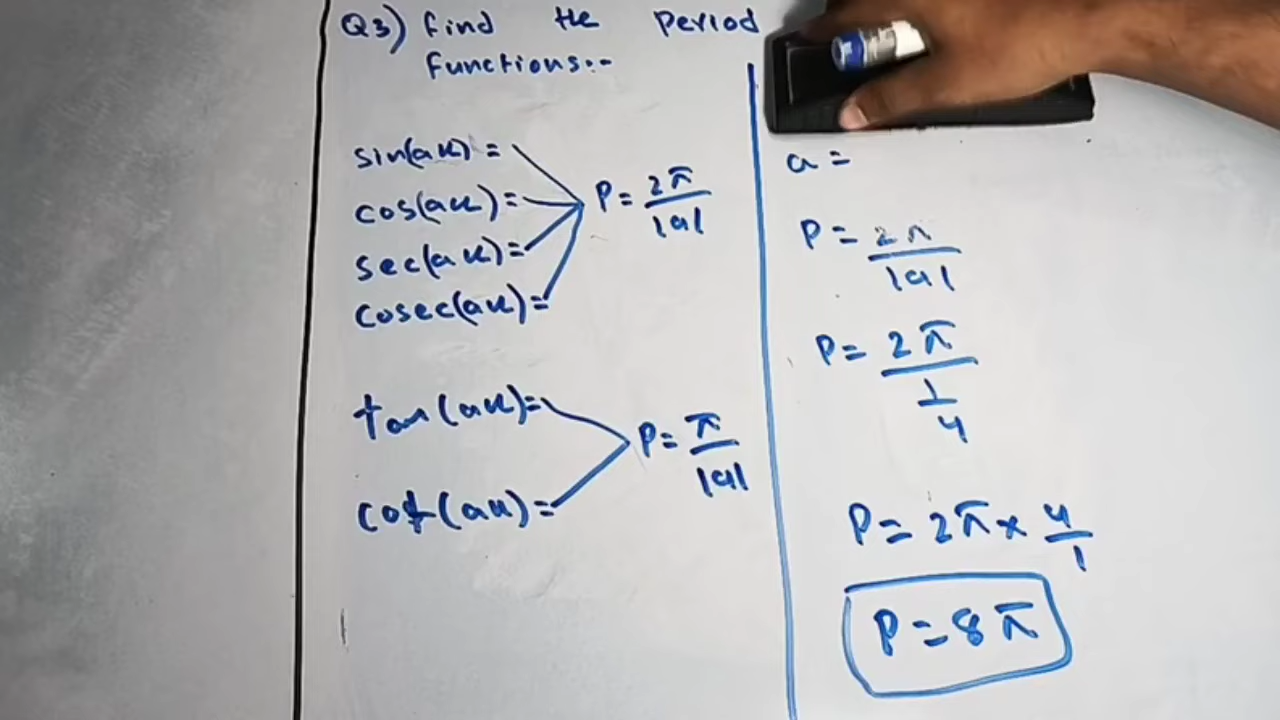 Q3) find the period
functions:-
sin(ax) =
cos(ax) =
sec(ax) =
cosec(ax) =
P = 2π/|a|
tan(ax) =
cot(ax) =
P = π/|a|
a =
P = 2π/|a|
P = 2π/1/4
P = 2π × 4/1
P = 8π